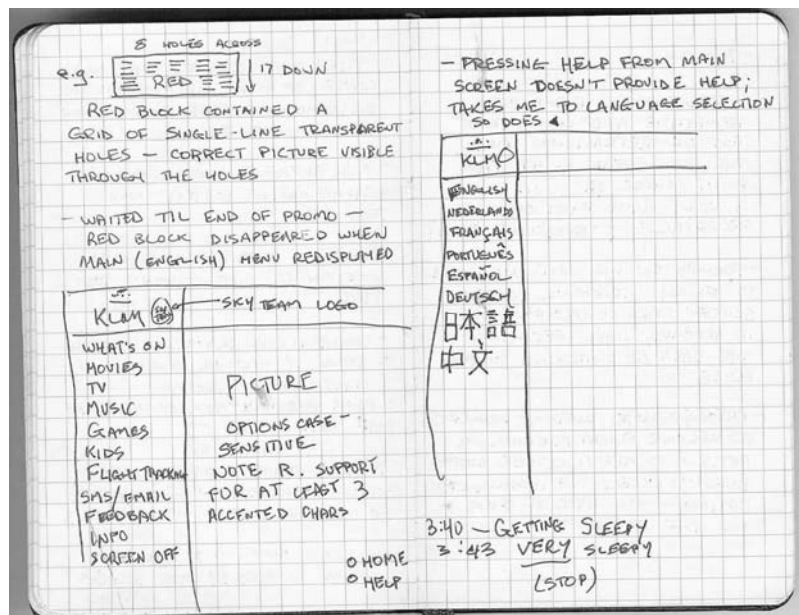 8 HOLES ACROSS
e.g.
RED
17 DOWN
RED BLOCK CONTAINED A
GRID OF SINGLE-LINE TRANSPARENT
HOLES – CORRECT PICTURE VISIBLE
THROUGH THE HOLES
– WAITED TIL END OF PROMO –
RED BLOCK DISAPPEARED WHEN
MAIN (ENGLISH) MENU REDISPLAYED
KLM
SKY TEAM
SKY TEAM LOGO
WHAT'S ON
MOVIES
TV
MUSIC
GAMES
KIDS
FLIGHT TRACKING
SMS/EMAIL
FEEDBACK
INFO
SCREEN OFF
PICTURE
OPTIONS CASE-
SENSITIVE
NOTE R. SUPPORT
FOR AT LEAST 3
ACCENTED CHARS
HOME
HELP
– PRESSING HELP FROM MAIN
SCREEN DOESN'T PROVIDE HELP;
TAKES ME TO LANGUAGE SELECTION
SO DOES
KLM
ENGLISH
NEDERLANDS
FRANÇAIS
PORTUGUÊS
ESPAÑOL
DEUTSCH
日本語
中文
3:40 – GETTING SLEEPY
3:43 VERY SLEEPY
(STOP)